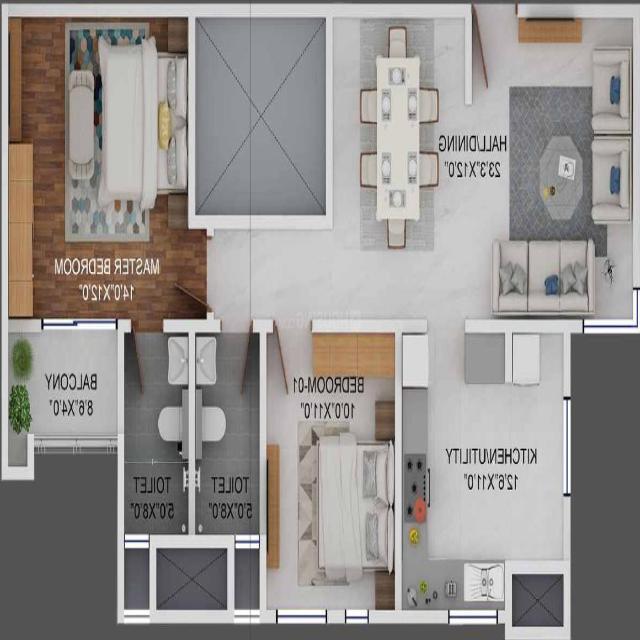 HALL/DINING
23'3"X12'0"
MASTER BEDROOM
14'0"X12'0"
BALCONY
8'6"X4'0"
BEDROOM-01
10'0"X11'0"
KITCHEN/UTILITY
12'6"X11'0"
TOILET
5'0"X8'0"
TOILET
5'0"X8'0"